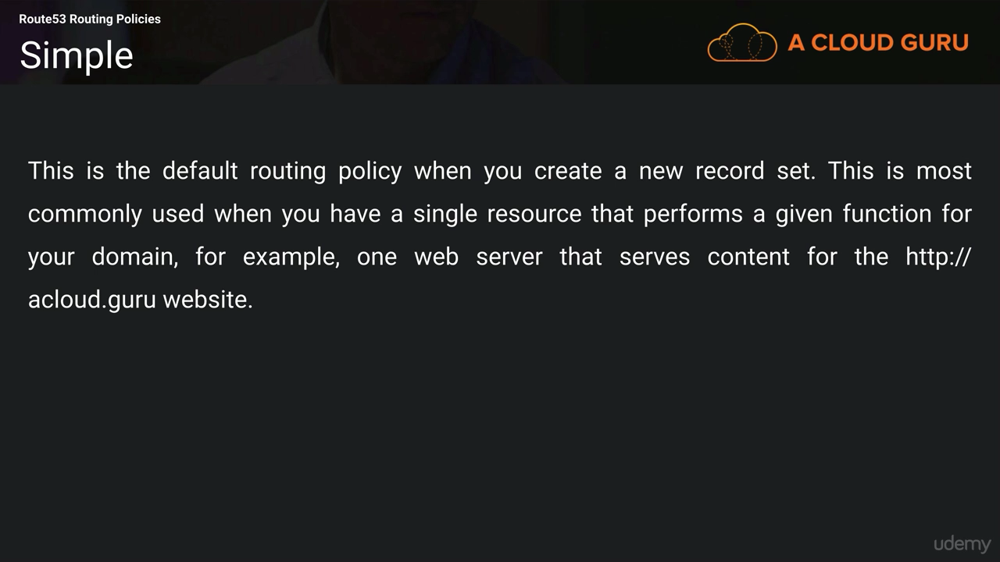 Route53 Routing Policies
Simple
A CLOUD GURU
This is the default routing policy when you create a new record set. This is most
commonly used when you have a single resource that performs a given function for
your domain, for example, one web server that serves content for the http://
acloud.guru website.
udemy